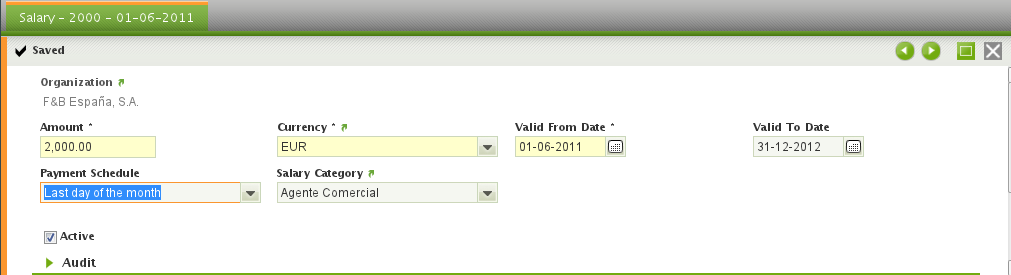 Salary - 2000 - 01-06-2011
Saved
Organization
F&B España, S.A.
Amount * Currency * Valid From Date * Valid To Date
2,000.00 EUR 01-06-2011 31-12-2012
Payment Schedule Salary Category
Last day of the month Agente Comercial
Active
Audit